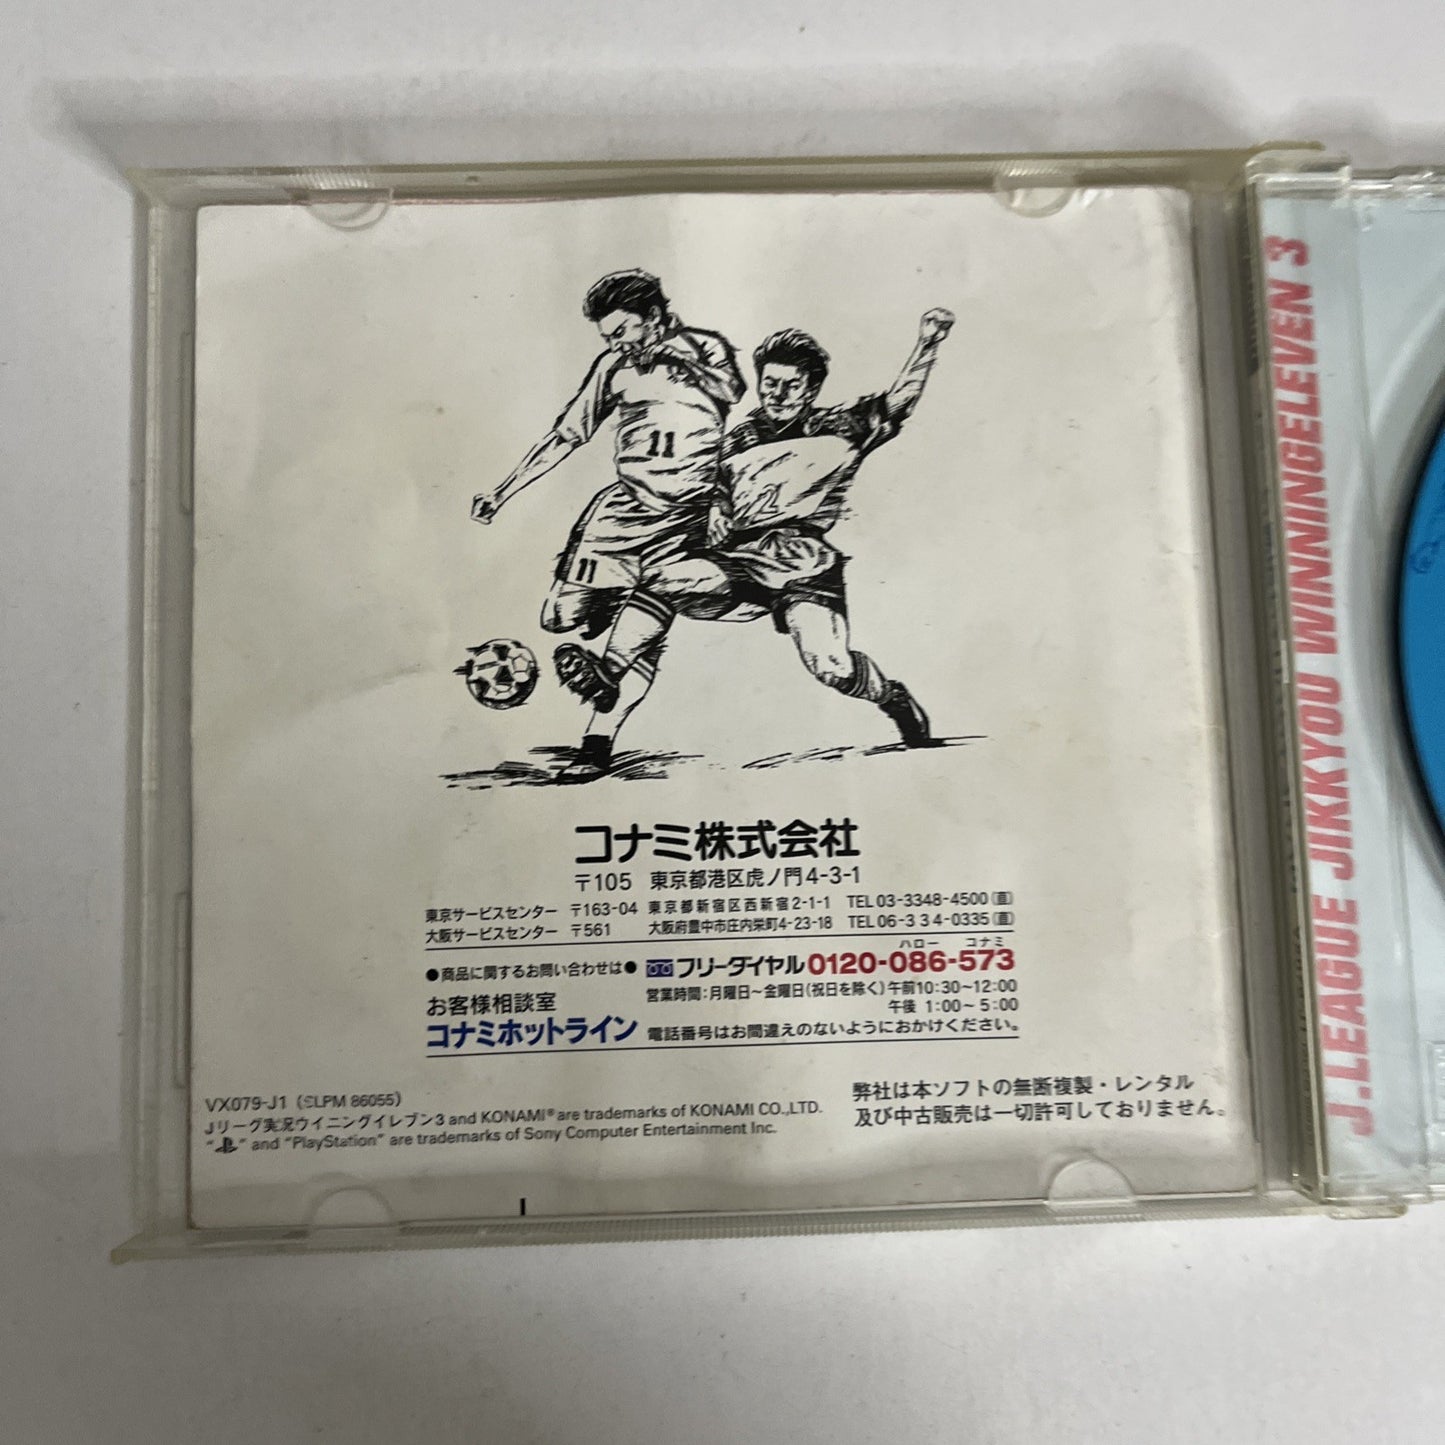 11
11
2
コナミ株式会社
〒105 東京都港区虎ノ門4-3-1
東京サービスセンター 〒163-04 東京都新宿区西新宿2-1-1 TEL 03-3348-4500(直)
大阪サービスセンター 〒561 大阪府豊中市庄内栄町4-23-18 TEL 06-334-0335(直)
ハロー コナミ
●商品に関するお問い合わせは● フリーダイヤル0120-086-573
お客様相談室 営業時間:月曜日〜金曜日(祝日を除く)午前10:30〜12:00
午後 1:00〜5:00
コナミホットライン 電話番号はお間違えのないようにおかけください。
VX079-J1 (SLPM 86055)
Jリーグ実況ウイニングイレブン3 and KONAMI® are trademarks of KONAMI CO.,LTD.
" " and "PlayStation" are trademarks of Sony Computer Entertainment Inc.
弊社は本ソフトの無断複製・レンタル
及び中古販売は一切許可しておりません。
J.LEAGUE JIKKYOU WINNINGELEVEN 3